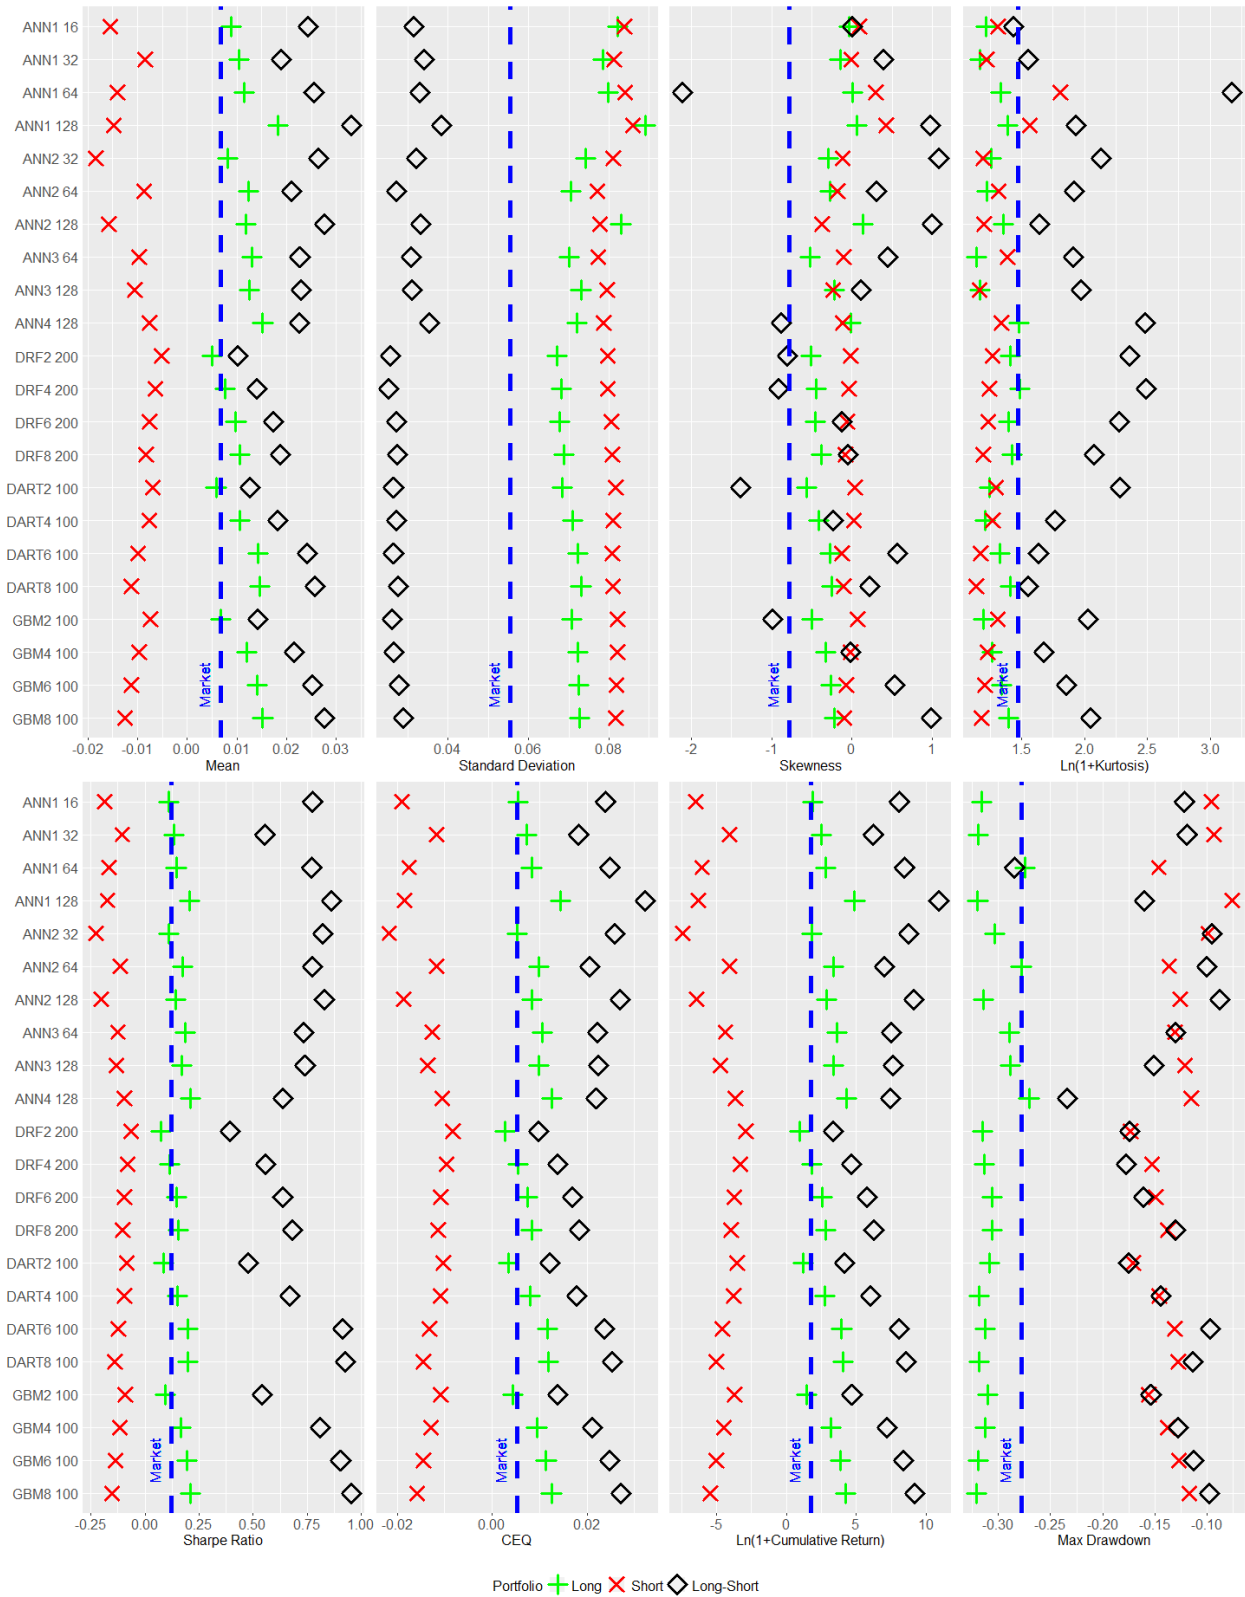 ANN1 16
ANN1 32
ANN1 64
ANN1 128
ANN2 32
ANN2 64
ANN2 128
ANN3 64
ANN3 128
ANN4 128
DRF2 200
DRF4 200
DRF6 200
DRF8 200
DART2 100
DART4 100
DART6 100
DART8 100
GBM2 100
GBM4 100
GBM6 100
GBM8 100
Market
Market
Market
Market
-0.02 -0.01 0.00 0.01 0.02 0.03
0.04 0.06 0.08
-2 -1 0 1
1.5 2.0 2.5 3.0
Mean
Standard Deviation
Skewness
Ln(1+Kurtosis)
ANN1 16
ANN1 32
ANN1 64
ANN1 128
ANN2 32
ANN2 64
ANN2 128
ANN3 64
ANN3 128
ANN4 128
DRF2 200
DRF4 200
DRF6 200
DRF8 200
DART2 100
DART4 100
DART6 100
DART8 100
GBM2 100
GBM4 100
GBM6 100
GBM8 100
Market
Market
Market
Market
-0.25 0.00 0.25 0.50 0.75 1.00
-0.02 0.00 0.02
-5 0 5 10
-0.30 -0.25 -0.20 -0.15 -0.10
Sharpe Ratio
CEQ
Ln(1+Cumulative Return)
Max Drawdown
Portfolio Long Short Long-Short